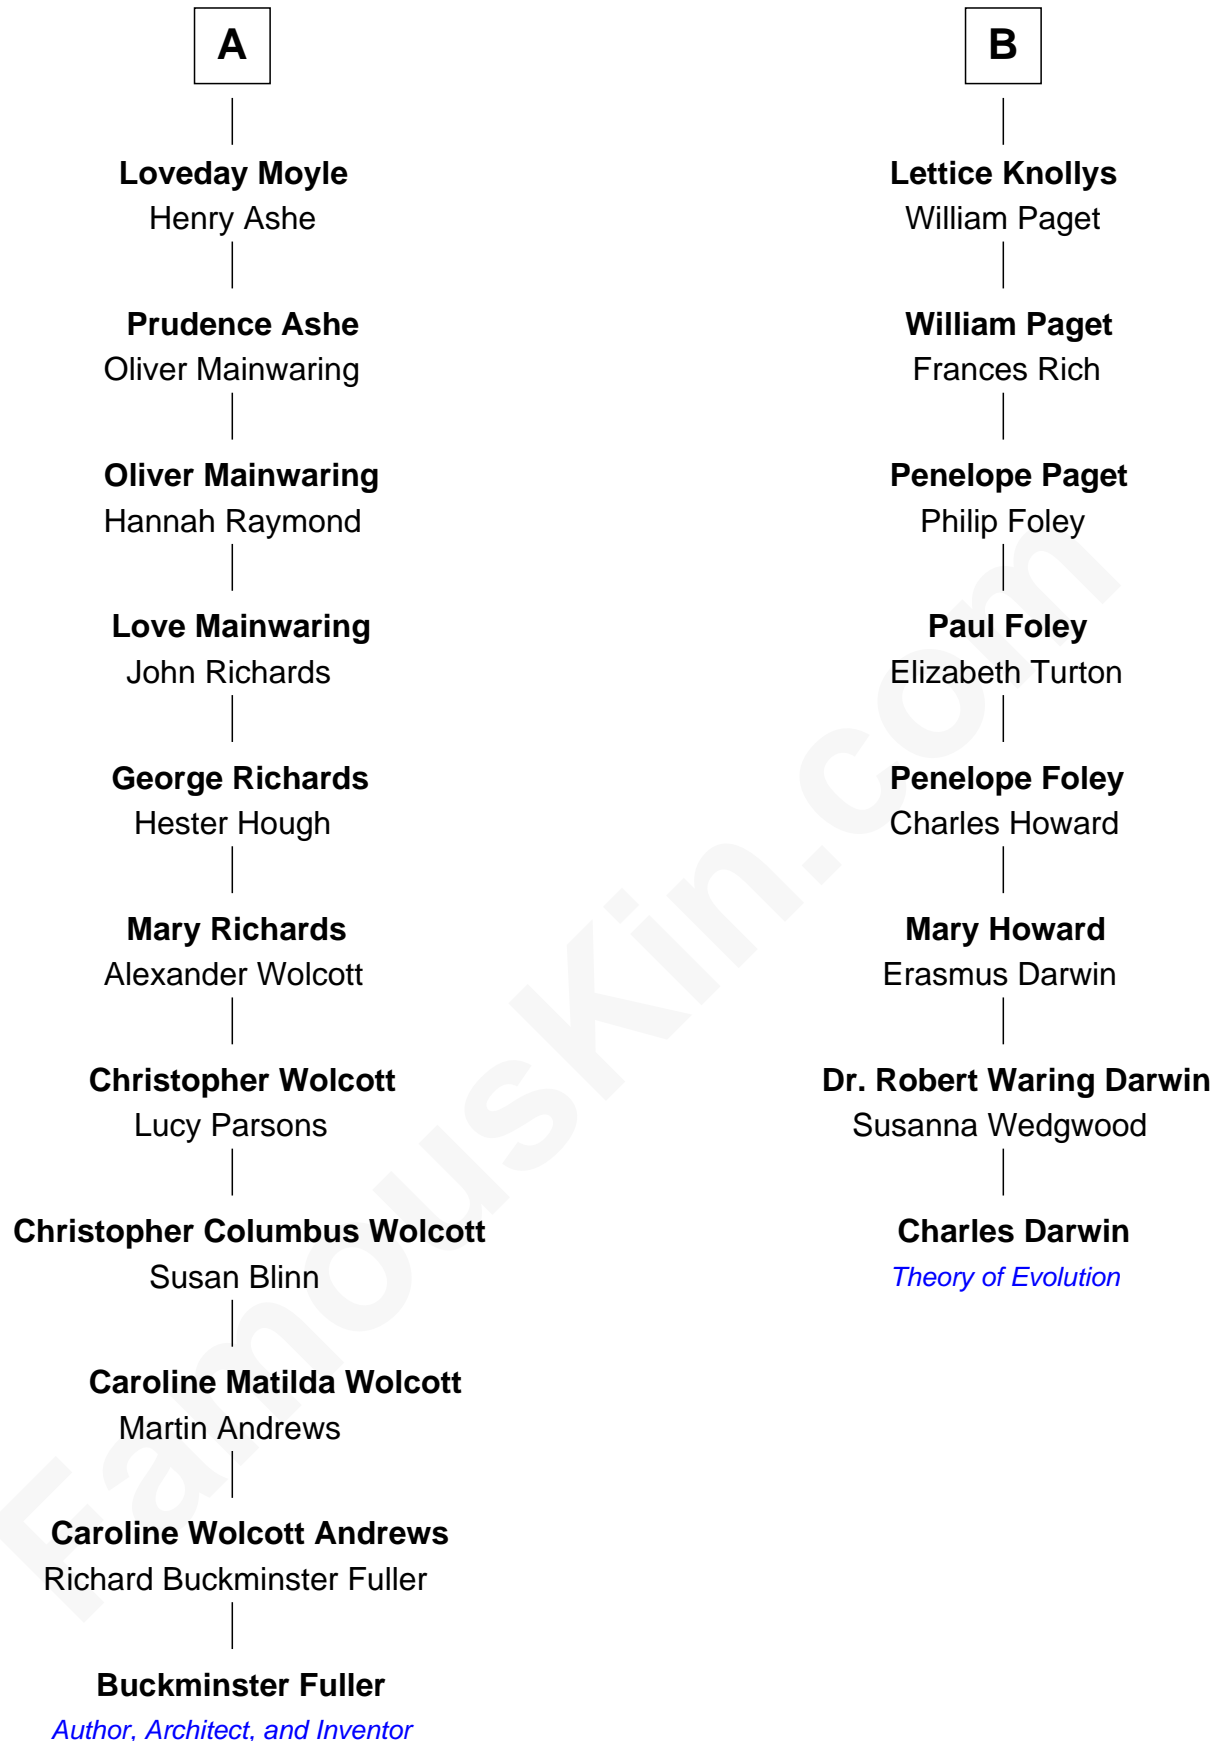 A
Loveday Moyle
Henry Ashe
Prudence Ashe
Oliver Mainwaring
Oliver Mainwaring
Hannah Raymond
Love Mainwaring
John Richards
George Richards
Hester Hough
Mary Richards
Alexander Wolcott
Christopher Wolcott
Lucy Parsons
Christopher Columbus Wolcott
Susan Blinn
Caroline Matilda Wolcott
Martin Andrews
Caroline Wolcott Andrews
Richard Buckminster Fuller
Buckminster Fuller
Author, Architect, and Inventor
B
Lettice Knollys
William Paget
William Paget
Frances Rich
Penelope Paget
Philip Foley
Paul Foley
Elizabeth Turton
Penelope Foley
Charles Howard
Mary Howard
Erasmus Darwin
Dr. Robert Waring Darwin
Susanna Wedgwood
Charles Darwin
Theory of Evolution
FamousKin.com